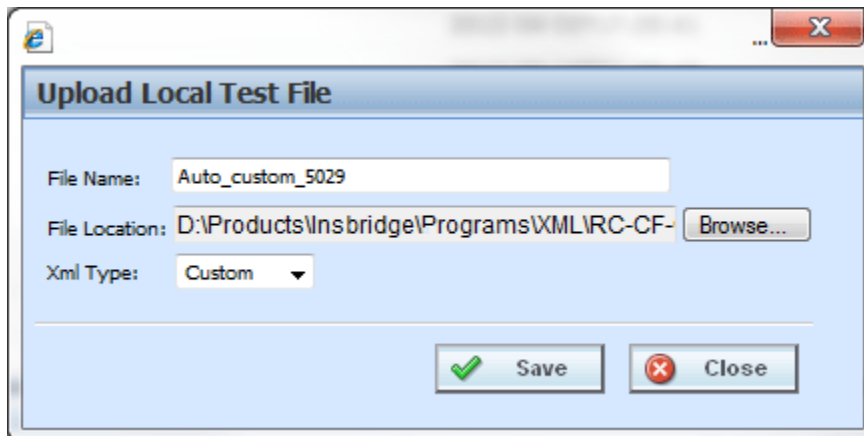 ...
Upload Local Test File
File Name: Auto_custom_5029
File Location: D:\Products\Insbridge\Programs\XML\RC-CF- Browse...
Xml Type: Custom
Save Close